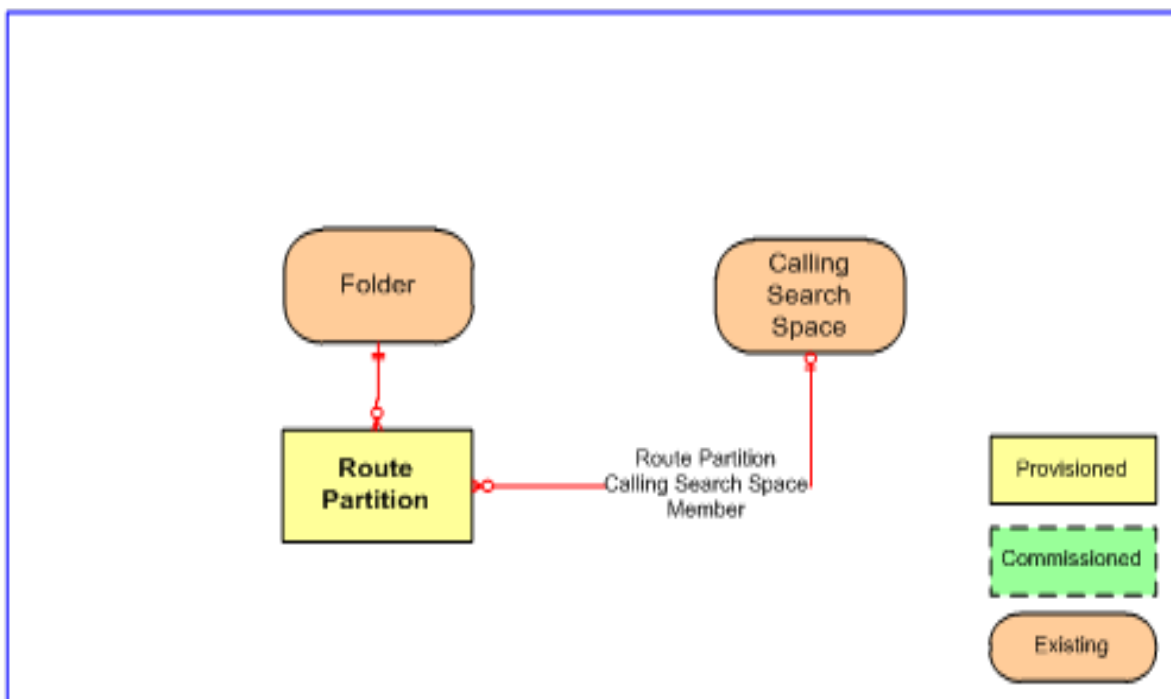 Folder
Calling
Search
Space
Route
Partition
Route Partition
Calling Search Space
Member
Provisioned
Commissioned
Existing